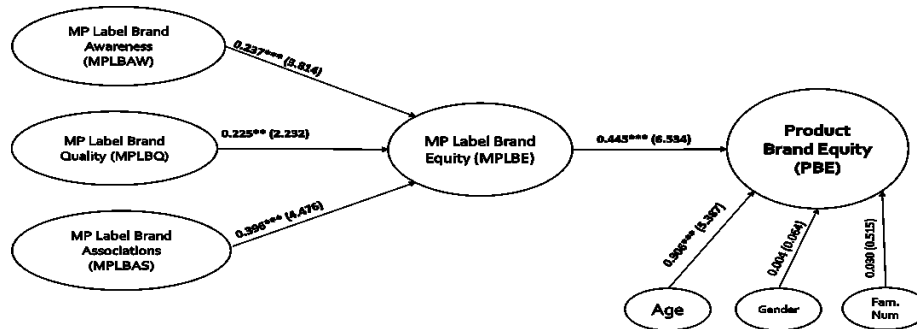 MP Label Brand
Awareness
(MPLBAW)
0.237*** (3.814)
MP Label Brand
Quality (MPLBQ)
0.225** (2.232)
MP Label Brand
Equity (MPLBE)
0.445*** (6.534)
Product
Brand Equity
(PBE)
MP Label Brand
Associations
(MPLBAS)
0.396*** (4.476)
0.306*** (5.367)
0.004 (0.064)
0.030 (0.515)
Age
Gender
Fam.
Num